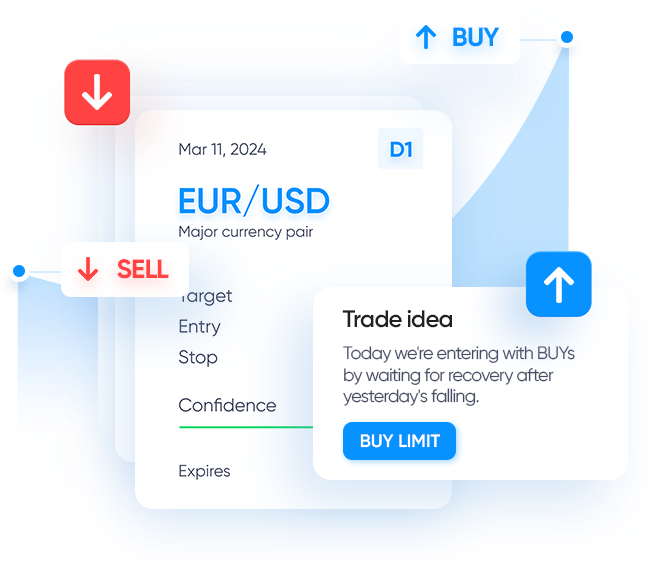 BUY
Mar 11, 2024
D1
EUR/USD
Major currency pair
SELL
Target
Entry
Stop
Confidence
Expires
Trade idea
Today we're entering with BUYs
by waiting for recovery after
yesterday's falling.
BUY LIMIT